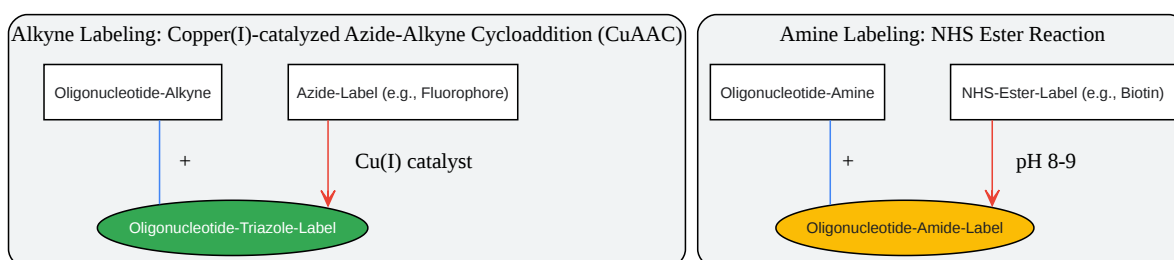 Alkyne Labeling: Copper(I)-catalyzed Azide-Alkyne Cycloaddition (CuAAC)
Oligonucleotide-Alkyne
Azide-Label (e.g., Fluorophore)
+
Cu(I) catalyst
Oligonucleotide-Triazole-Label
Amine Labeling: NHS Ester Reaction
Oligonucleotide-Amine
NHS-Ester-Label (e.g., Biotin)
+
pH 8-9
Oligonucleotide-Amide-Label